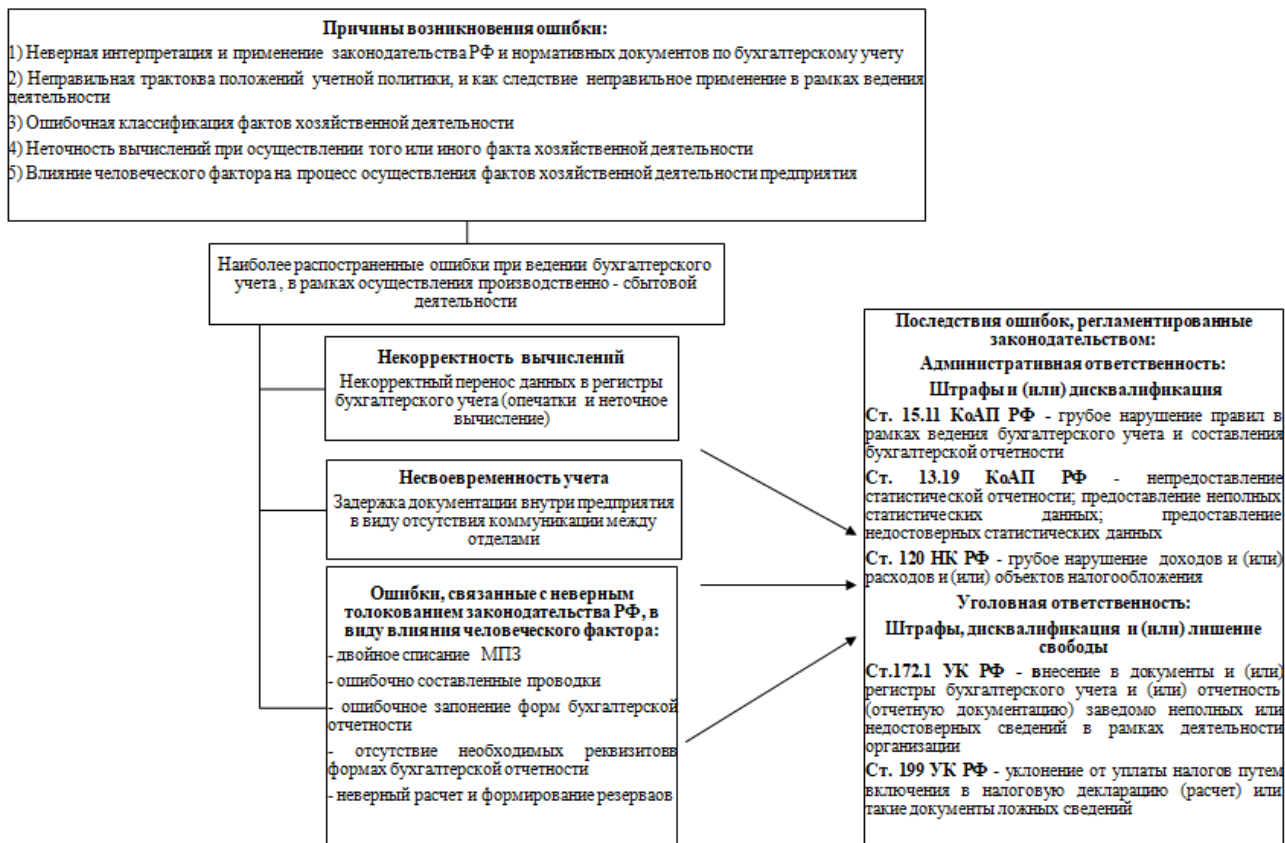 Причины возникновения ошибки:
1) Неверная интерпретация и применение законодательства РФ и нормативных документов по бухгалтерскому учету
2) Неправильная трактоква положений учетной политики, и как следствие неправильное применение в рамках ведения
деятельности
3) Ошибочная классификация фактов хозяйственной деятельности
4) Неточность вычислений при осуществлении того или иного факта хозяйственной деятельности
5) Влияние человеческого фактора на процесс осуществления фактов хозяйственной деятельности предприятия
Наиболее распостраненные ошибки при ведении бухгалтерского
учета , в рамках осуществления производственно - сбытовой
деятельности
Некорректность вычислений
Некорректный перенос данных в регистры
бухгалтерского учета (опечатки и неточное
вычисление)
Несвоевременность учета
Задержка документации внутри предприятия
в виду отсутствия коммуникации между
отделами
Ошибки, связанные с неверным
толокованием законодательства РФ, в
виду влияния человеческого фактора:
- двойное списание МПЗ
- ошибочно составленные проводки
- ошибочное запонение форм бухгалтерской
отчетности
- отсутствие необходимых реквизитовв
формах бухгалтерской отчетности
- неверный расчет и формирование резерваов
Последствия ошибок, регламентированные
законодательством:
Административная ответственность:
Штрафы и (или) дисквалификация
Ст. 15.11 КоАП РФ - грубое нарушение правил в
рамках ведения бухгалтерского учета и составления
бухгалтерской отчетности
Ст. 13.19 КоАП РФ - непредоставление
статистической отчетности; предоставление неполных
статистических данных; предоставление
недостоверных статистических данных
Ст. 120 НК РФ - грубое нарушение доходов и (или)
расходов и (или) объектов налогообложения
Уголовная ответственность:
Штрафы, дисквалификация и (или) лишение
свободы
Ст.172.1 УК РФ - внесение в документы и (или)
регистры бухгалтерского учета и (или) отчетность
(отчетную документацию) заведомо неполных или
недостоверных сведений в рамках деятельности
организации
Ст. 199 УК РФ - уклонение от уплаты налогов путем
включения в налоговую декларацию (расчет) или
такие документы ложных сведений